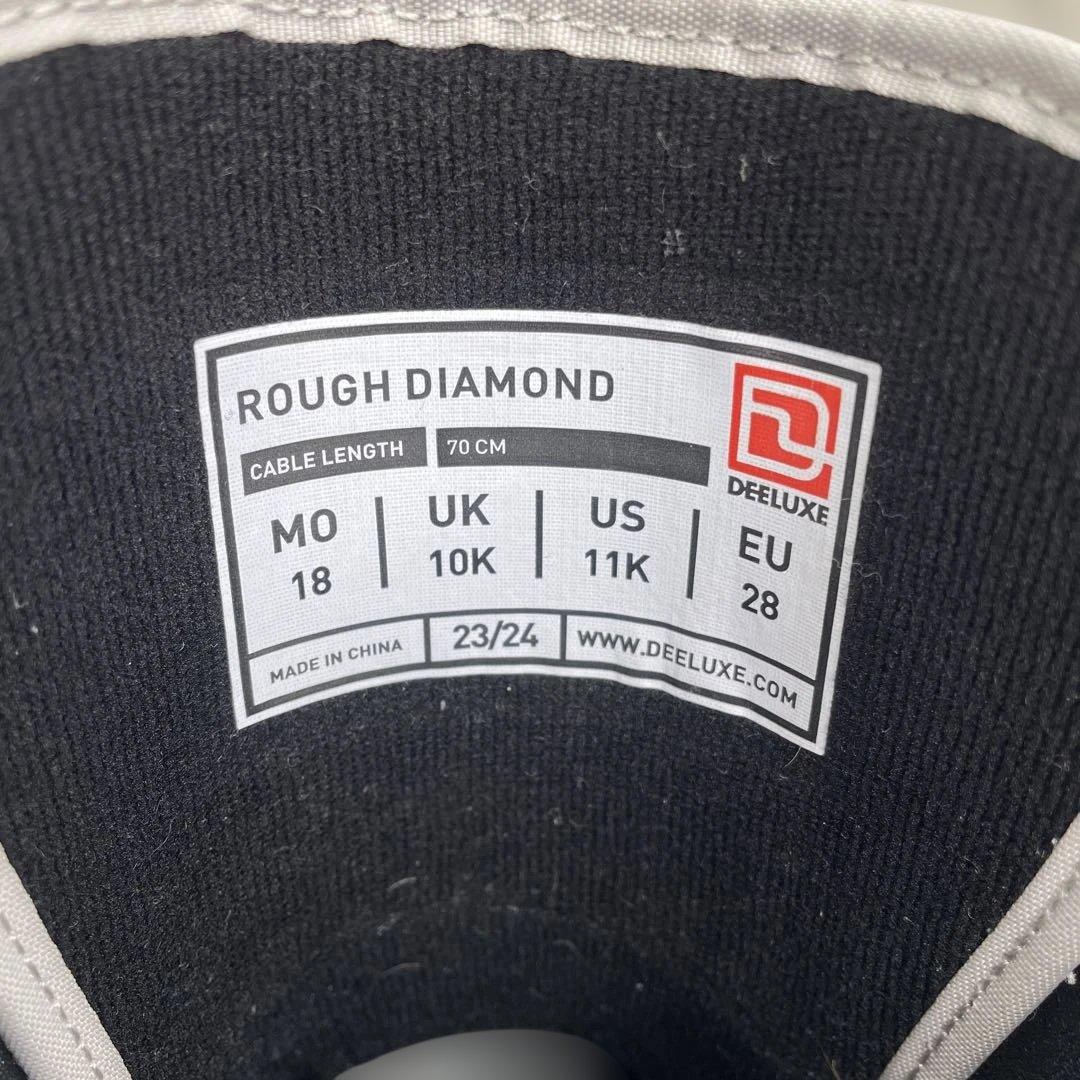 ROUGH DIAMOND
DEELUXE
CABLE LENGTH 70 CM
MO UK US EU
18 10K 11K 28
MADE IN CHINA 23/24 WWW.DEELUXE.COM